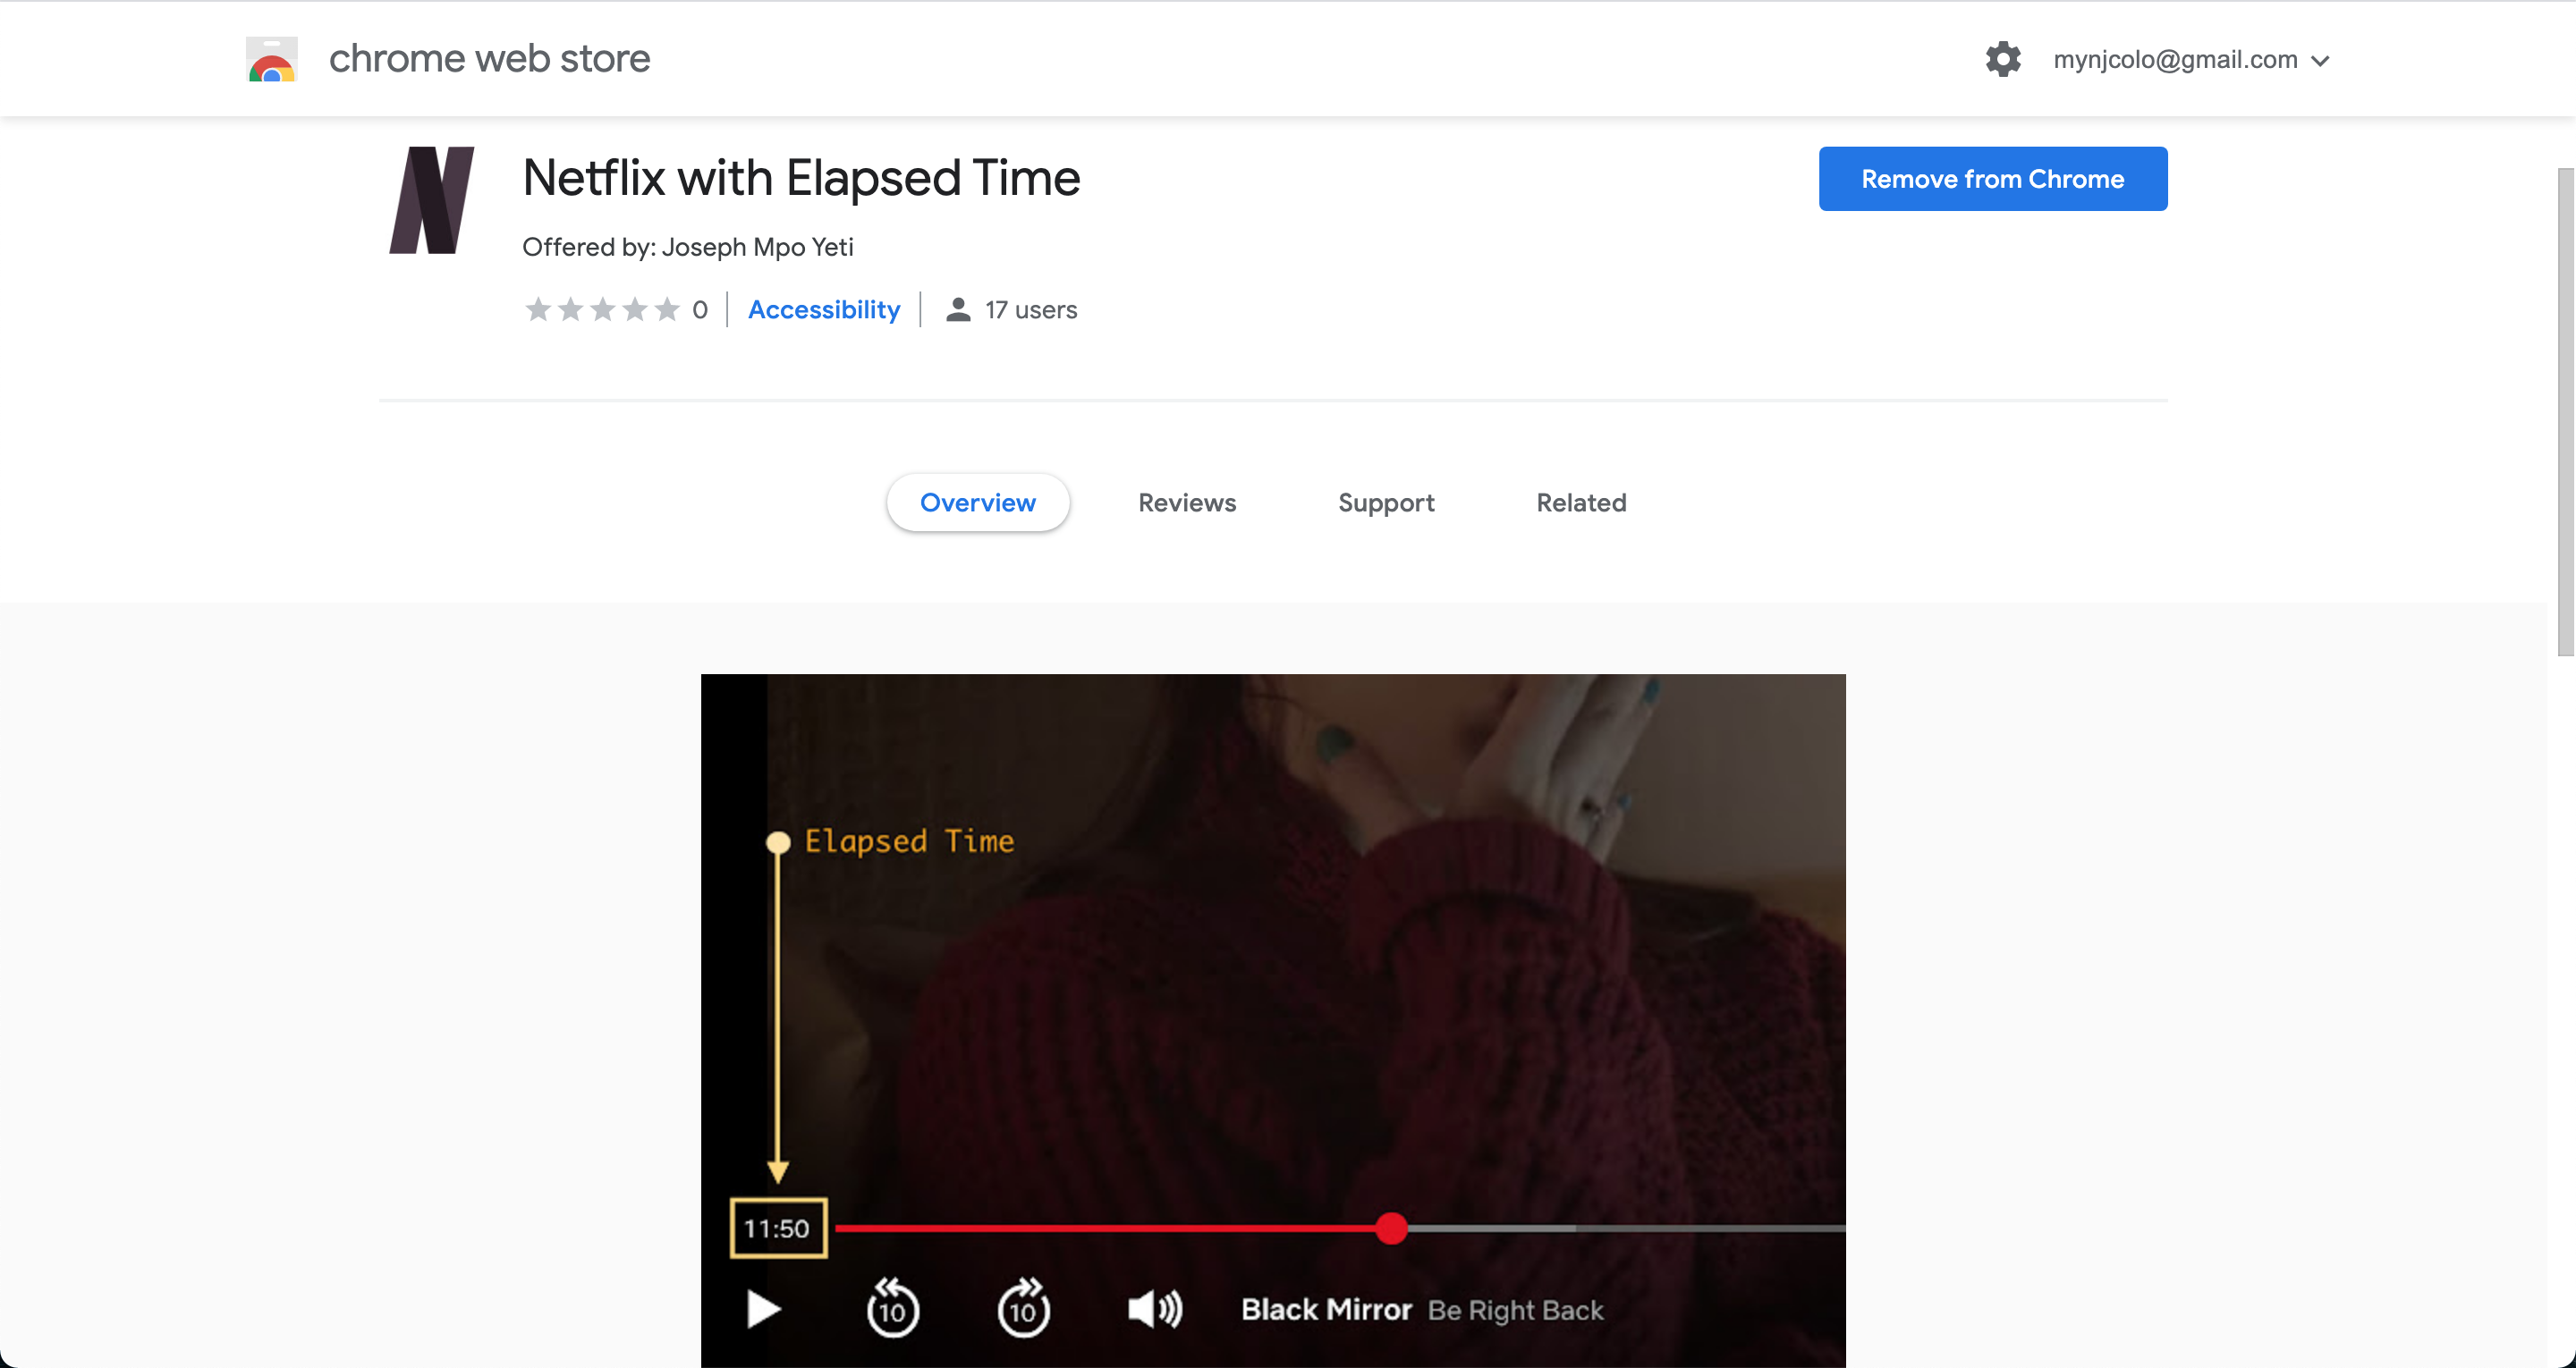 chrome web store
mynjcolo@gmail.com
Netflix with Elapsed Time
Remove from Chrome
Offered by: Joseph Mpo Yeti
0 Accessibility 17 users
Overview Reviews Support Related
Elapsed Time
11:50
10 10 Black Mirror Be Right Back